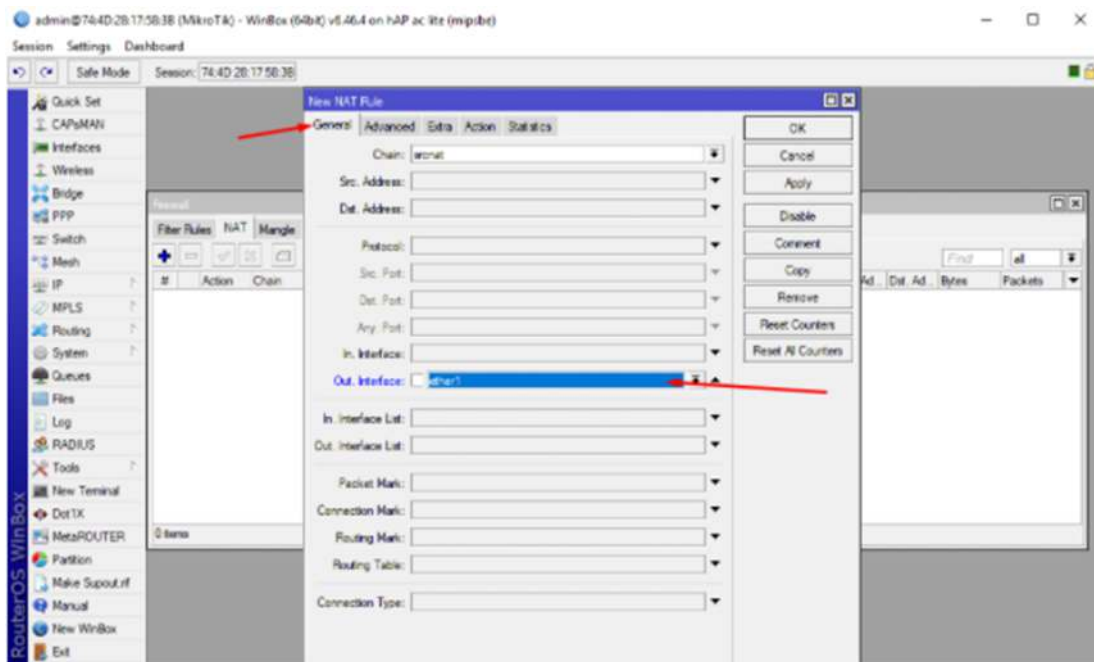 admin@74:4D:28:17:58:3B (MikroTik) - WinBox (64bit) v6.46.4 on hAP ac lite (mipsbe)
Session Settings Dashboard
Safe Mode Session: 74:4D:28:17:58:3B
Quick Set
CAPsMAN
Interfaces
Wireless
Bridge
PPP
Switch
Mesh
IP
MPLS
Routing
System
Queues
Files
Log
RADIUS
Tools
New Terminal
Dot1X
MetaROUTER
Partition
Make Supout.rif
Manual
New WinBox
Exit
RouterOS WinBox
Firewall
Filter Rules NAT Mangle
Find all
# Action Chain
Ad... Dst. Ad... Bytes Packets
0 items
New NAT Rule
General Advanced Extra Action Statistics
Chain: srcnat
Src. Address:
Dst. Address:
Protocol:
Src. Port:
Dst. Port:
Any. Port:
In. Interface:
Out. Interface: ether1
In. Interface List:
Out. Interface List:
Packet Mark:
Connection Mark:
Routing Mark:
Routing Table:
Connection Type:
OK
Cancel
Apply
Disable
Comment
Copy
Remove
Reset Counters
Reset All Counters